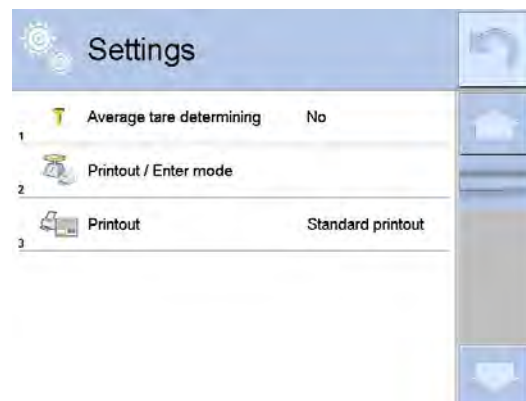 Settings
1 Average tare determining No
2 Printout / Enter mode
3 Printout Standard printout